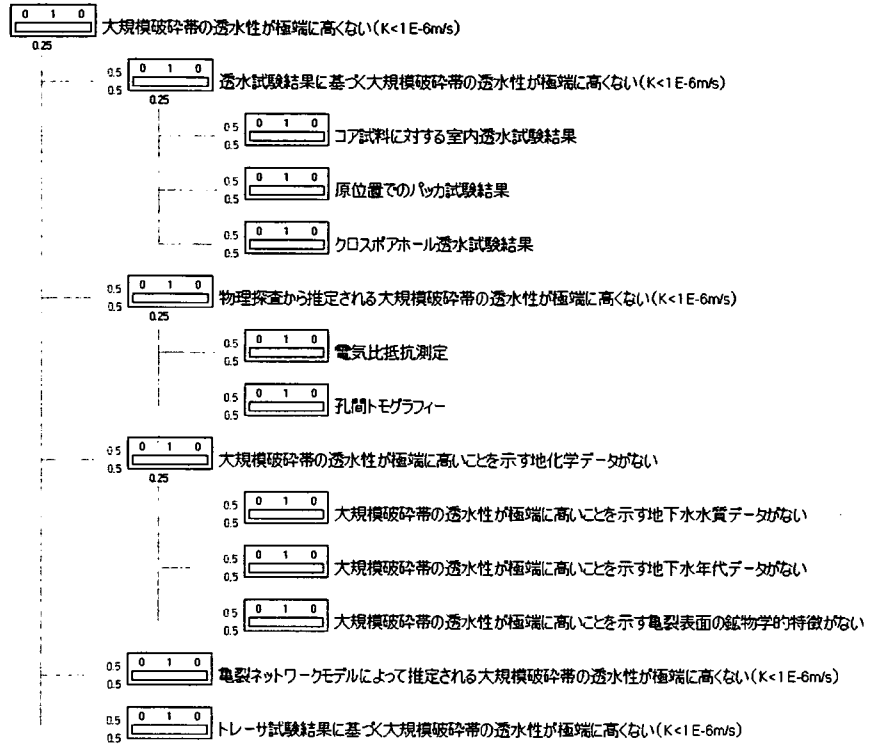 0 1 0 大規模破砕帯の透水性が極端に高くない(K<1E-6m/s)
0.25
0.5 0 1 0 透水試験結果に基づく大規模破砕帯の透水性が極端に高くない(K<1E-6m/s)
0.5
0.25
0.5 0 1 0 コア試料に対する室内透水試験結果
0.5
0.5 0 1 0 原位置でのパッカ試験結果
0.5
0.5 0 1 0 クロスボアホール透水試験結果
0.5
0.5 0 1 0 物理探査から推定される大規模破砕帯の透水性が極端に高くない(K<1E-6m/s)
0.5
0.25
0.5 0 1 0 電気比抵抗測定
0.5
0.5 0 1 0 孔間トモグラフィー
0.5
0.5 0 1 0 大規模破砕帯の透水性が極端に高いことを示す地化学データがない
0.5
0.25
0.5 0 1 0 大規模破砕帯の透水性が極端に高いことを示す地下水水質データがない
0.5
0.5 0 1 0 大規模破砕帯の透水性が極端に高いことを示す地下水年代データがない
0.5
0.5 0 1 0 大規模破砕帯の透水性が極端に高いことを示す亀裂表面の鉱物学的特徴がない
0.5
0.5 0 1 0 亀裂ネットワークモデルによって推定される大規模破砕帯の透水性が極端に高くない(K<1E-6m/s)
0.5
0.5 0 1 0 トレーサ試験結果に基づく大規模破砕帯の透水性が極端に高くない(K<1E-6m/s)
0.5